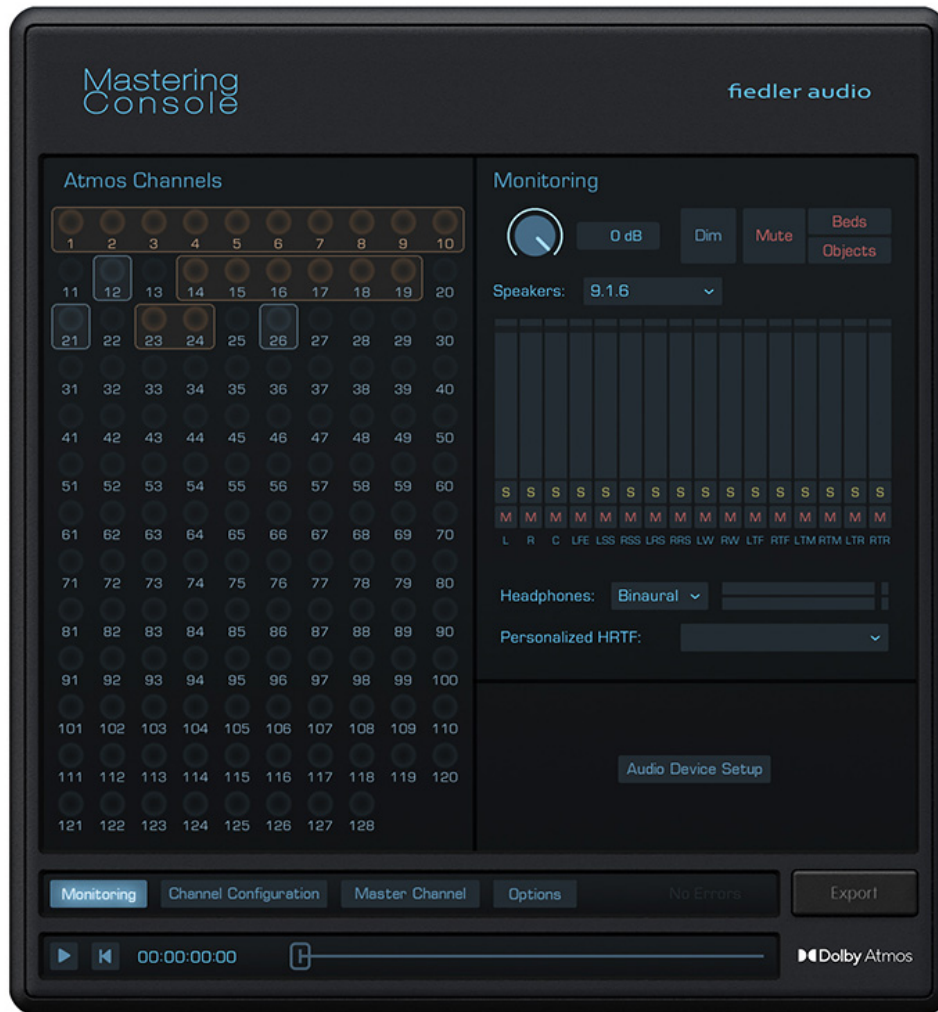 Mastering
Console
fiedler audio
Atmos Channels
1 2 3 4 5 6 7 8 9 10
11 12 13 14 15 16 17 18 19 20
21 22 23 24 25 26 27 28 29 30
31 32 33 34 35 36 37 38 39 40
41 42 43 44 45 46 47 48 49 50
51 52 53 54 55 56 57 58 59 60
61 62 63 64 65 66 67 68 69 70
71 72 73 74 75 76 77 78 79 80
81 82 83 84 85 86 87 88 89 90
91 92 93 94 95 96 97 98 99 100
101 102 103 104 105 106 107 108 109 110
111 112 113 114 115 116 117 118 119 120
121 122 123 124 125 126 127 128
Monitoring
0 dB Dim Mute Beds
Objects
Speakers: 9.1.6
S S S S S S S S S S S S S S S S
M M M M M M M M M M M M M M M M
L R C LFE LSS RSS LRS RRS LW RW LTF RTF LTM RTM LTR RTR
Headphones: Binaural
Personalized HRTF:
Audio Device Setup
Monitoring Channel Configuration Master Channel Options No Errors Export
00:00:00:00
Dolby Atmos